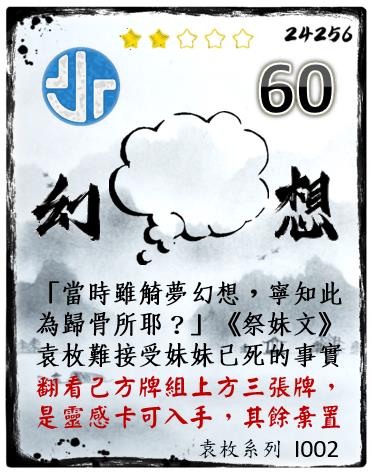 24256
60
幻想
「當時雖觭夢幻想，寧知此
為歸骨所耶？」《祭妹文》
袁枚難接受妹妹已死的事實
翻看己方牌組上方三張牌，
是靈感卡可入手，其餘棄置
袁枚系列 I002